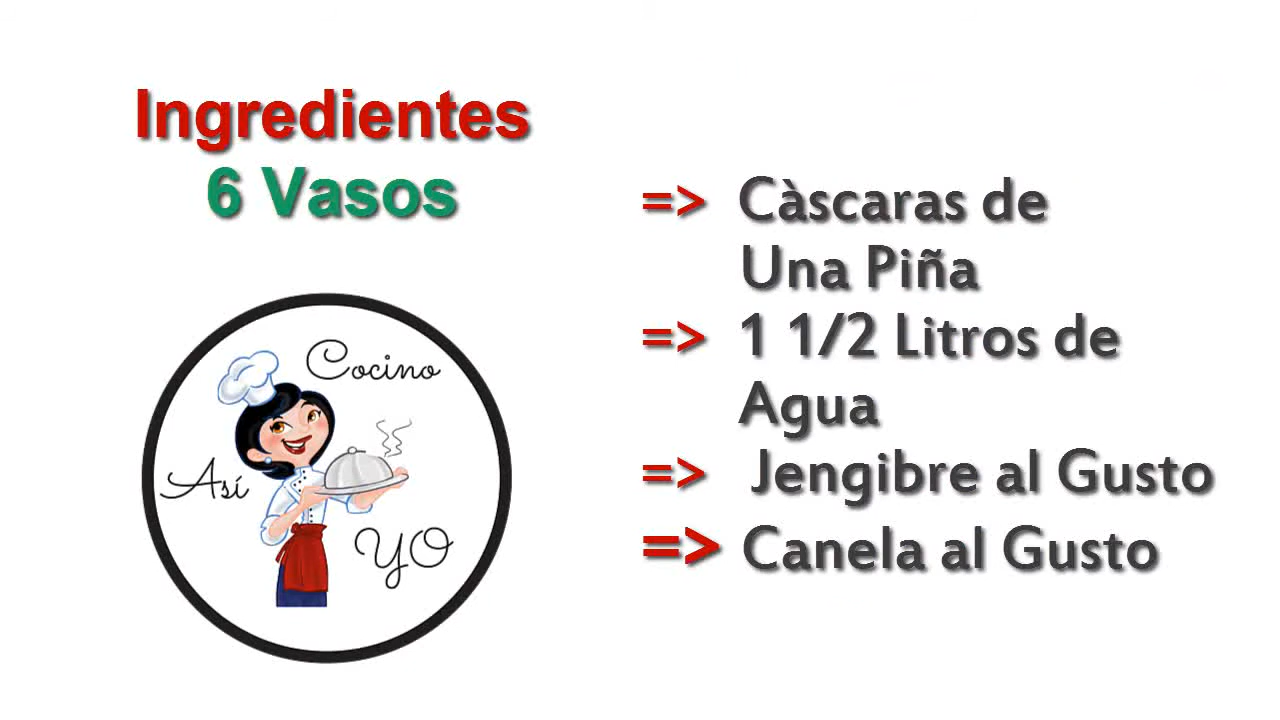 Ingredientes
6 Vasos
Cocino
Así
YO
=> Càscaras de
Una Piña
=> 1 1/2 Litros de
Agua
=> Jengibre al Gusto
=> Canela al Gusto